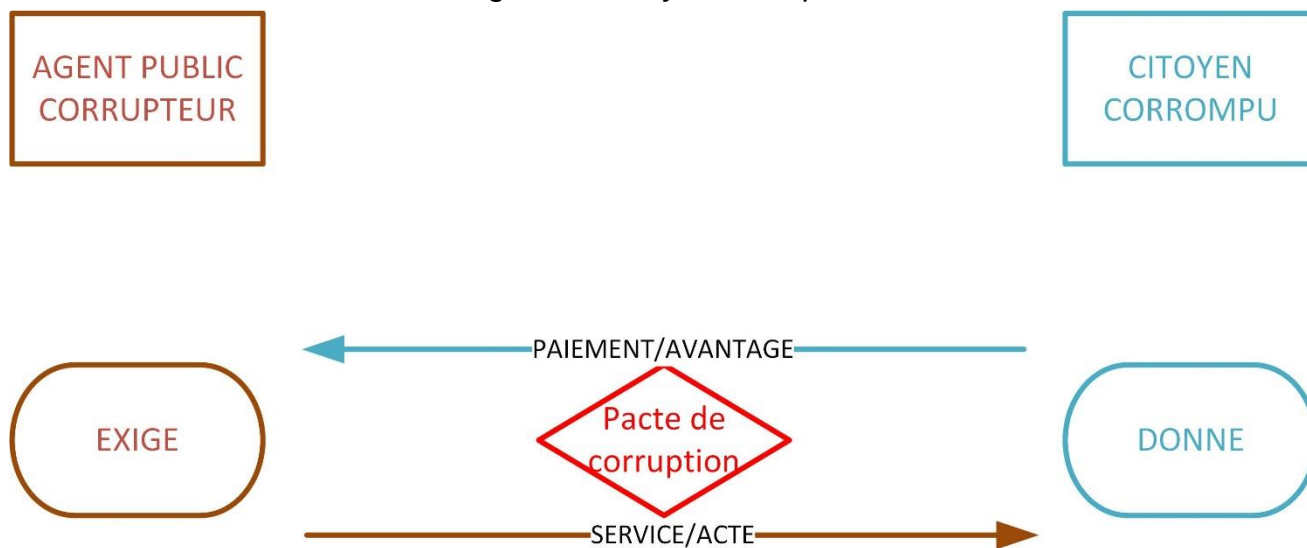 AGENT PUBLIC
CORRUPTEUR
CITOYEN
CORROMPU
PAIEMENT/AVANTAGE
EXIGE
Pacte de
corruption
DONNE
SERVICE/ACTE